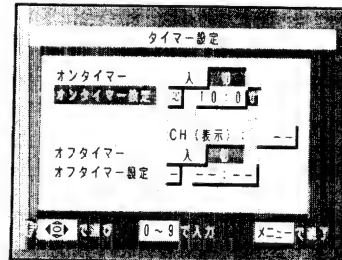 タイマー設定
オンタイマー 入 切
オンタイマー設定 10:0
CH(表示): --
オフタイマー 入 切
オフタイマー設定 - --:--
で選び 0~9で入力 メニューで終了